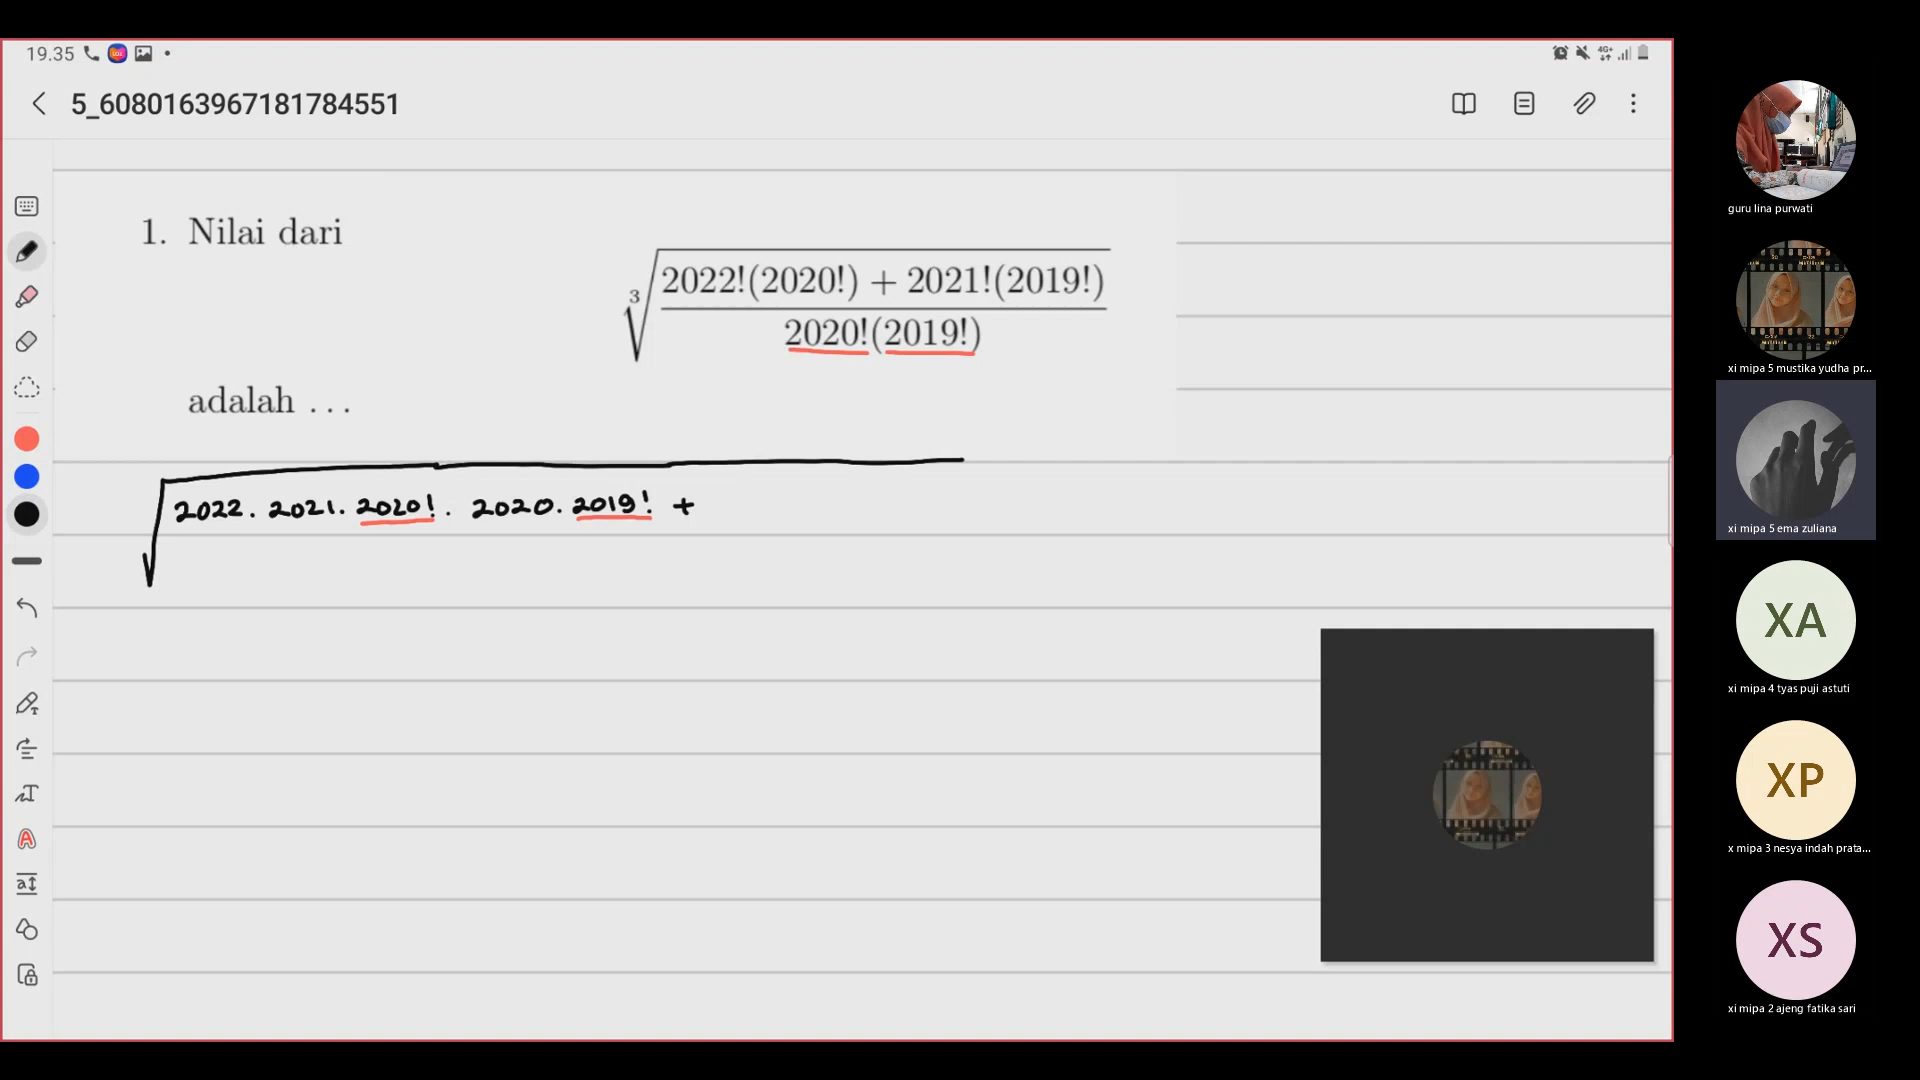 19.35
4G+
5_6080163967181784551
1. Nilai dari
3√((2022!(2020!) + 2021!(2019!)) / (2020!(2019!)))
adalah ...
√(2022. 2021. 2020!. 2020. 2019! +
guru lina purwati
xi mipa 5 mustika yudha pr...
xi mipa 5 ema zuliana
XA
xi mipa 4 tyas puji astuti
XP
x mipa 3 nesya indah prata...
XS
xi mipa 2 ajeng fatika sari